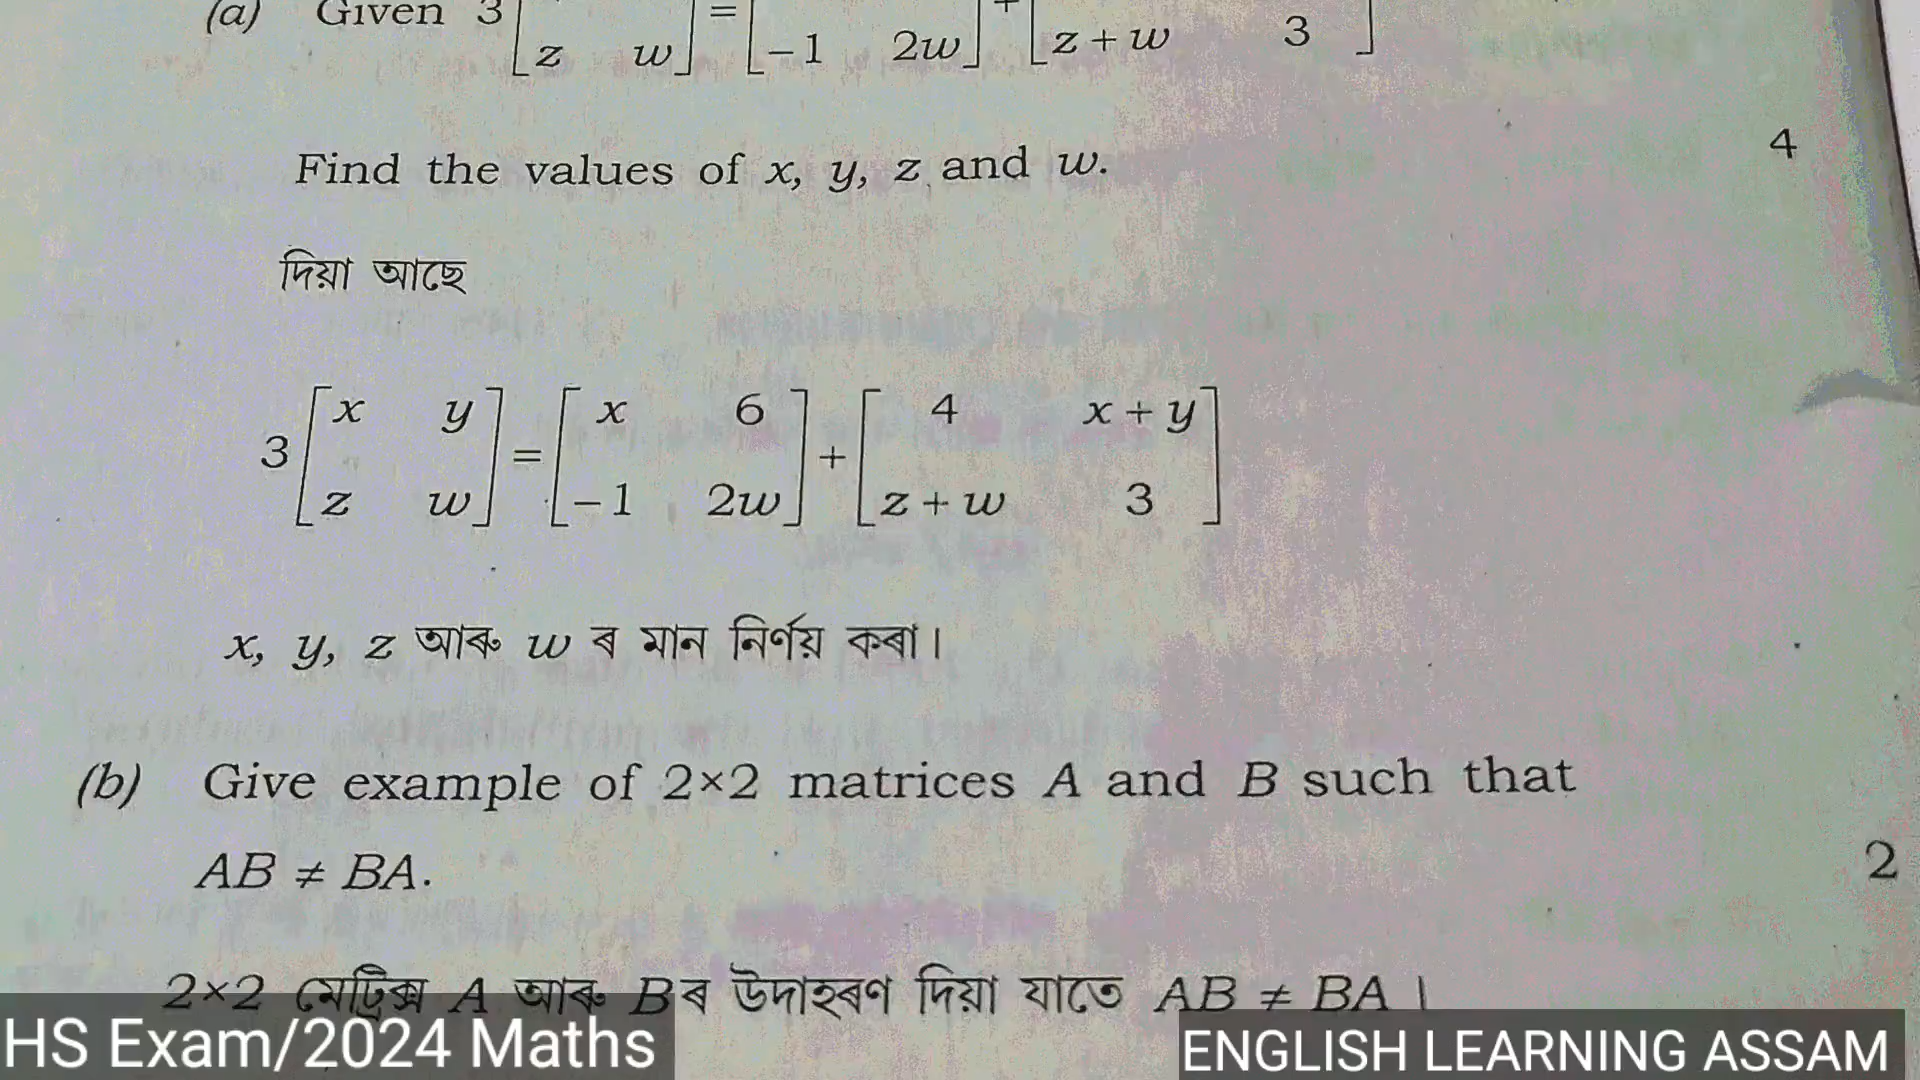 (a) Given 3[ = [ ] + [
z w] [-1 2w] [z + w 3 ]
Find the values of x, y, z and w. 4
দিয়া আছে
3[x y = [x 6 + [4 x + y]
z w] -1 2w] z + w 3]
x, y, z আৰু w ৰ মান নিৰ্ণয় কৰা।
(b) Give example of 2×2 matrices A and B such that
AB ≠ BA. 2
2×2 মেট্ৰিক্স A আৰু B ৰ উদাহৰণ দিয়া যাতে AB ≠ BA ।
HS Exam/2024 Maths
ENGLISH LEARNING ASSAM